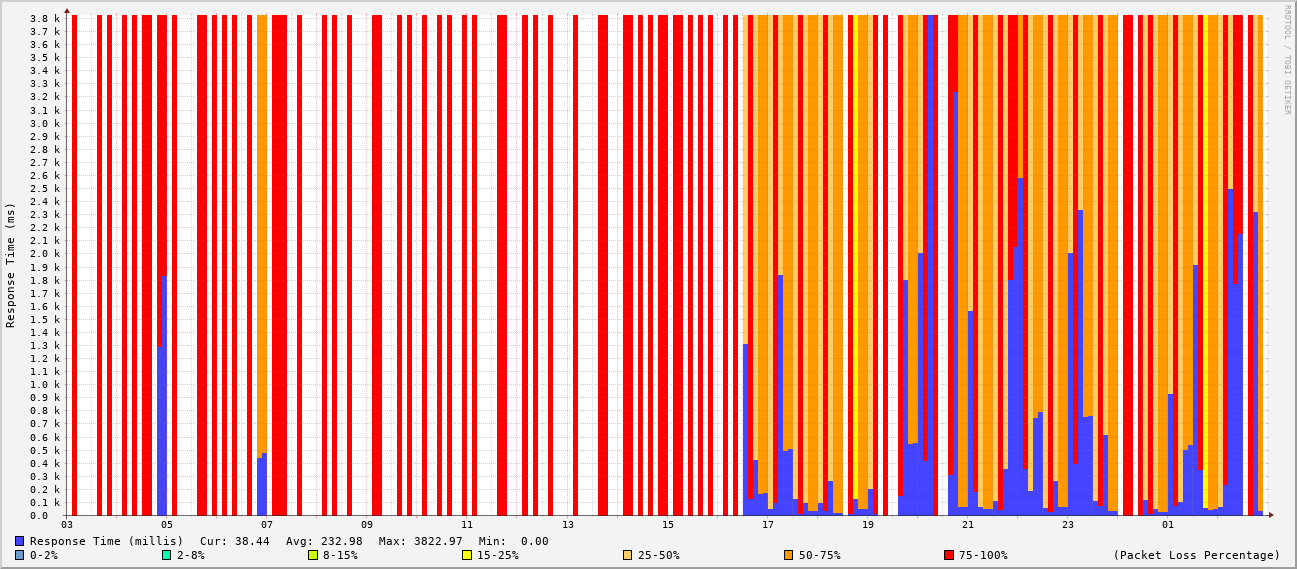 RRDTOOL / TOBI OETIKER
Response Time (ms)
3.8 k
3.7 k
3.6 k
3.5 k
3.4 k
3.3 k
3.2 k
3.1 k
3.0 k
2.9 k
2.8 k
2.7 k
2.6 k
2.5 k
2.4 k
2.3 k
2.2 k
2.1 k
2.0 k
1.9 k
1.8 k
1.7 k
1.6 k
1.5 k
1.4 k
1.3 k
1.2 k
1.1 k
1.0 k
0.9 k
0.8 k
0.7 k
0.6 k
0.5 k
0.4 k
0.3 k
0.2 k
0.1 k
0.0
03 05 07 09 11 13 15 17 19 21 23 01
Response Time (millis) Cur: 38.44 Avg: 232.98 Max: 3822.97 Min: 0.00
0-2% 2-8% 8-15% 15-25% 25-50% 50-75% 75-100% (Packet Loss Percentage)